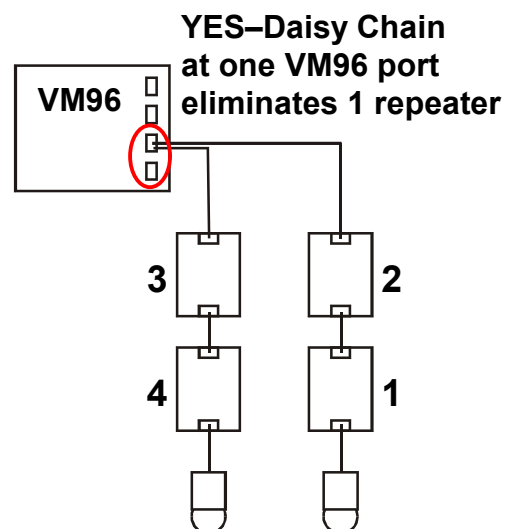 YES–Daisy Chain
at one VM96 port
eliminates 1 repeater
VM96
3
2
4
1